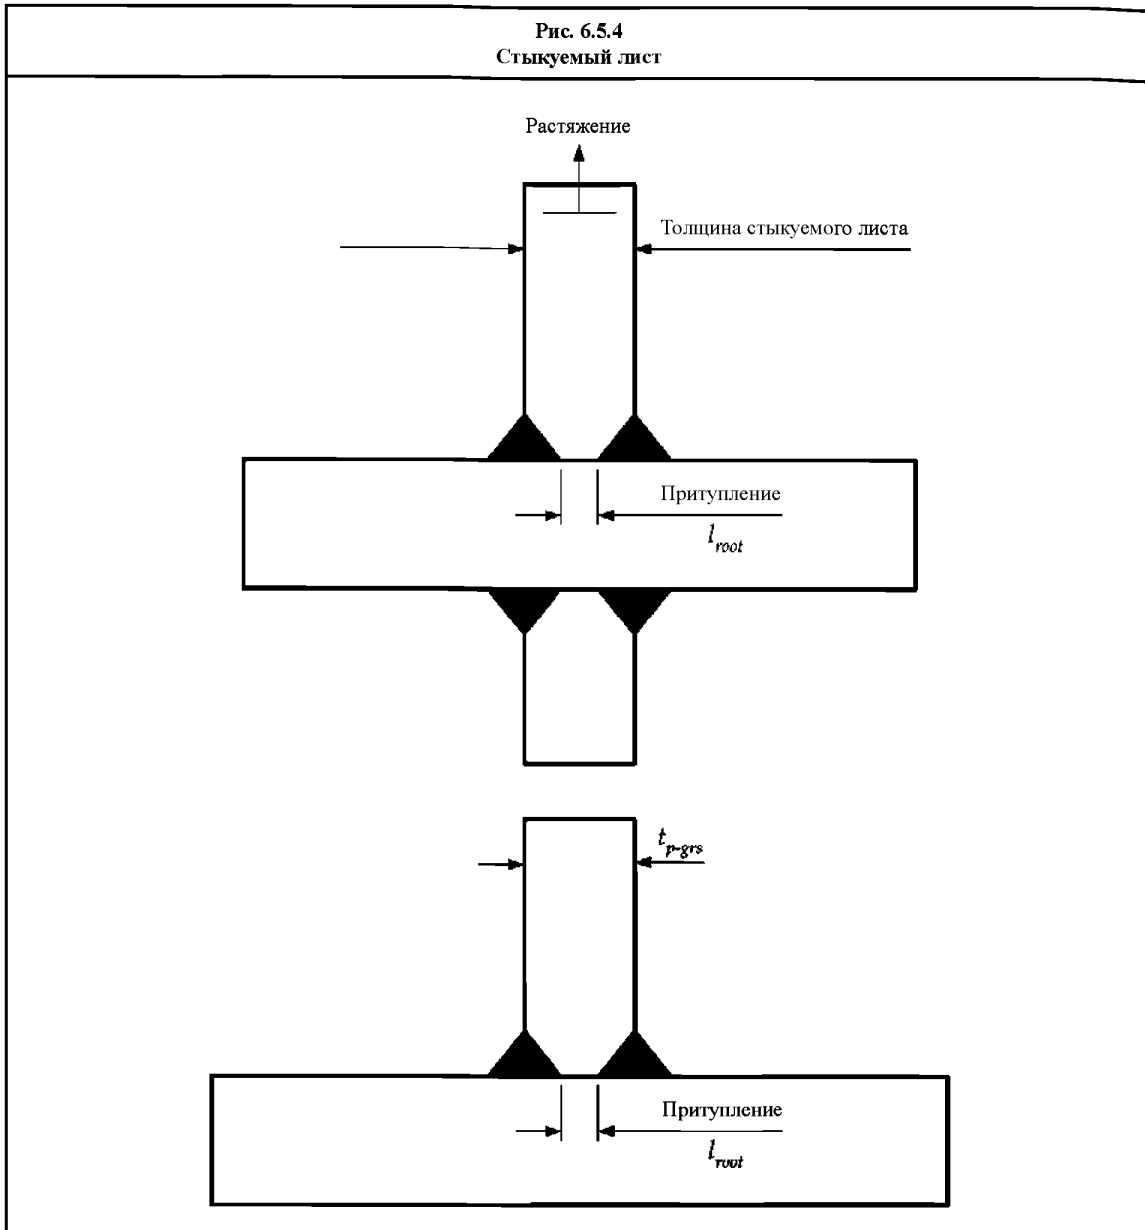 Рис. 6.5.4
Стыкуемый лист
Растяжение
Толщина стыкуемого листа
Притупление
l_root
t_p-grs
Притупление
l_root